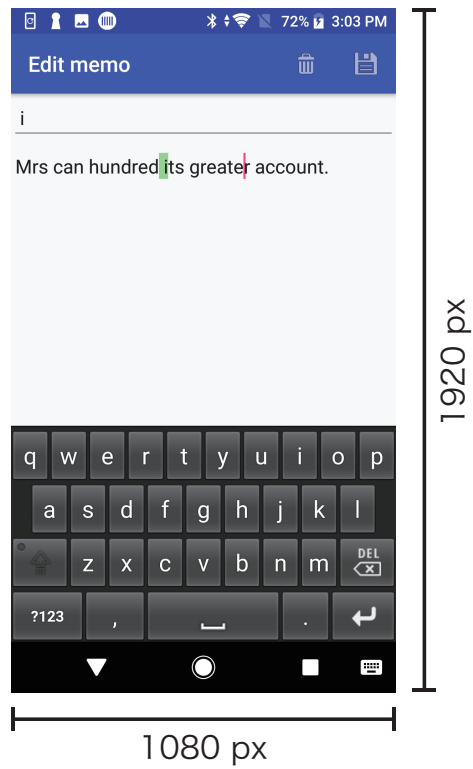 72% 3:03 PM
Edit memo
i
Mrs can hundred its greater account.
q w e r t y u i o p
a s d f g h j k l
z x c v b n m DEL
?123 , .
1920 px
1080 px